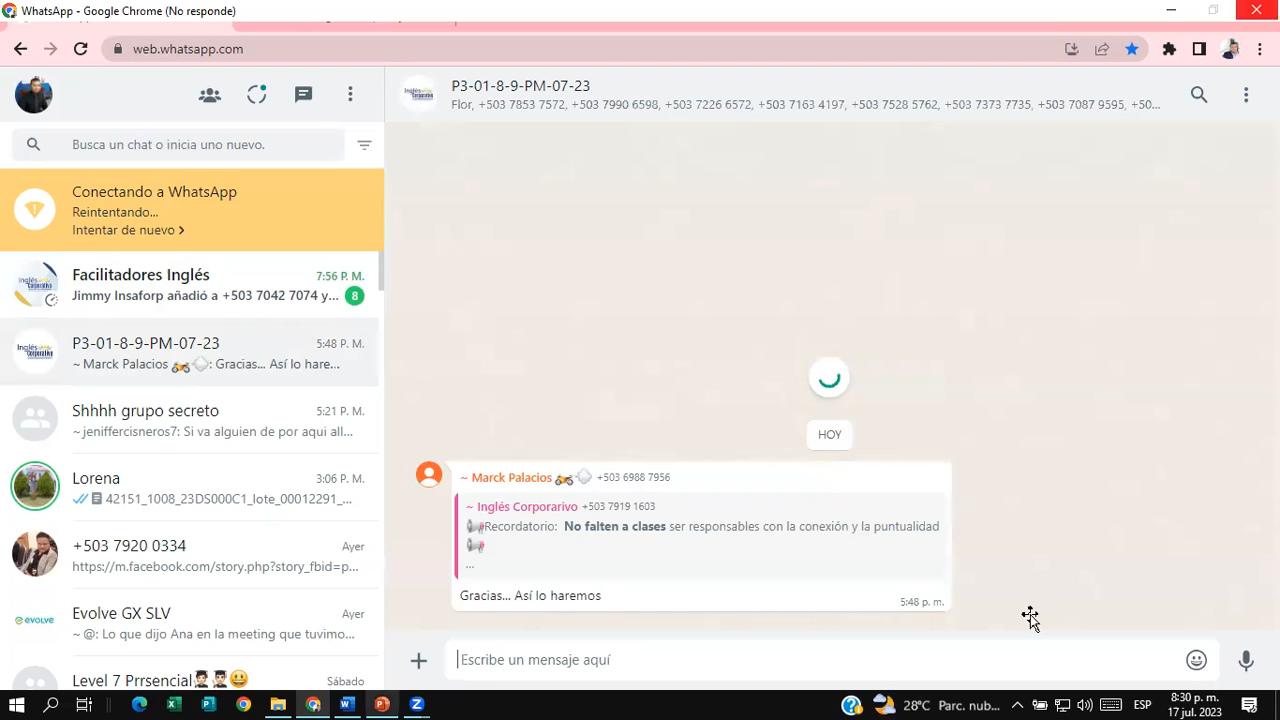 WhatsApp - Google Chrome (No responde)
web.whatsapp.com
P3-01-8-9-PM-07-23
Flor, +503 7853 7572, +503 7990 6598, +503 7226 6572, +503 7163 4197, +503 7528 5762, +503 7373 7735, +503 7087 9595, +50...
Busca un chat o inicia uno nuevo.
Conectando a WhatsApp
Reintentando...
Intentar de nuevo >
Facilitadores Inglés
7:56 P. M.
Jimmy Insaforp añadió a +503 7042 7074 y...
8
P3-01-8-9-PM-07-23
5:48 P. M.
~ Marck Palacios 🏍️💨: Gracias... Así lo hare...
Shhhh grupo secreto
5:21 P. M.
~ jeniffercisneros7: Si va alguien de por aqui all...
Lorena
3:06 P. M.
42151_1008_23DS000C1_lote_00012291_...
+503 7920 0334
Ayer
https://m.facebook.com/story.php?story_fbid=p...
evolve
Evolve GX SLV
Ayer
~ @: Lo que dijo Ana en la meeting que tuvimo...
Level 7 Prrsencial👨🏻‍🎓👨🏻‍🎓😃
Sábado
HOY
~ Marck Palacios 🏍️💨 +503 6988 7956
~ Inglés Corporarivo +503 7919 1603
📢Recordatorio: No falten a clases ser responsables con la conexión y la puntualidad
📢
...
Gracias... Así lo haremos
5:48 p. m.
Escribe un mensaje aquí
28°C Parc. nub...
ESP
8:30 p. m.
17 jul. 2023